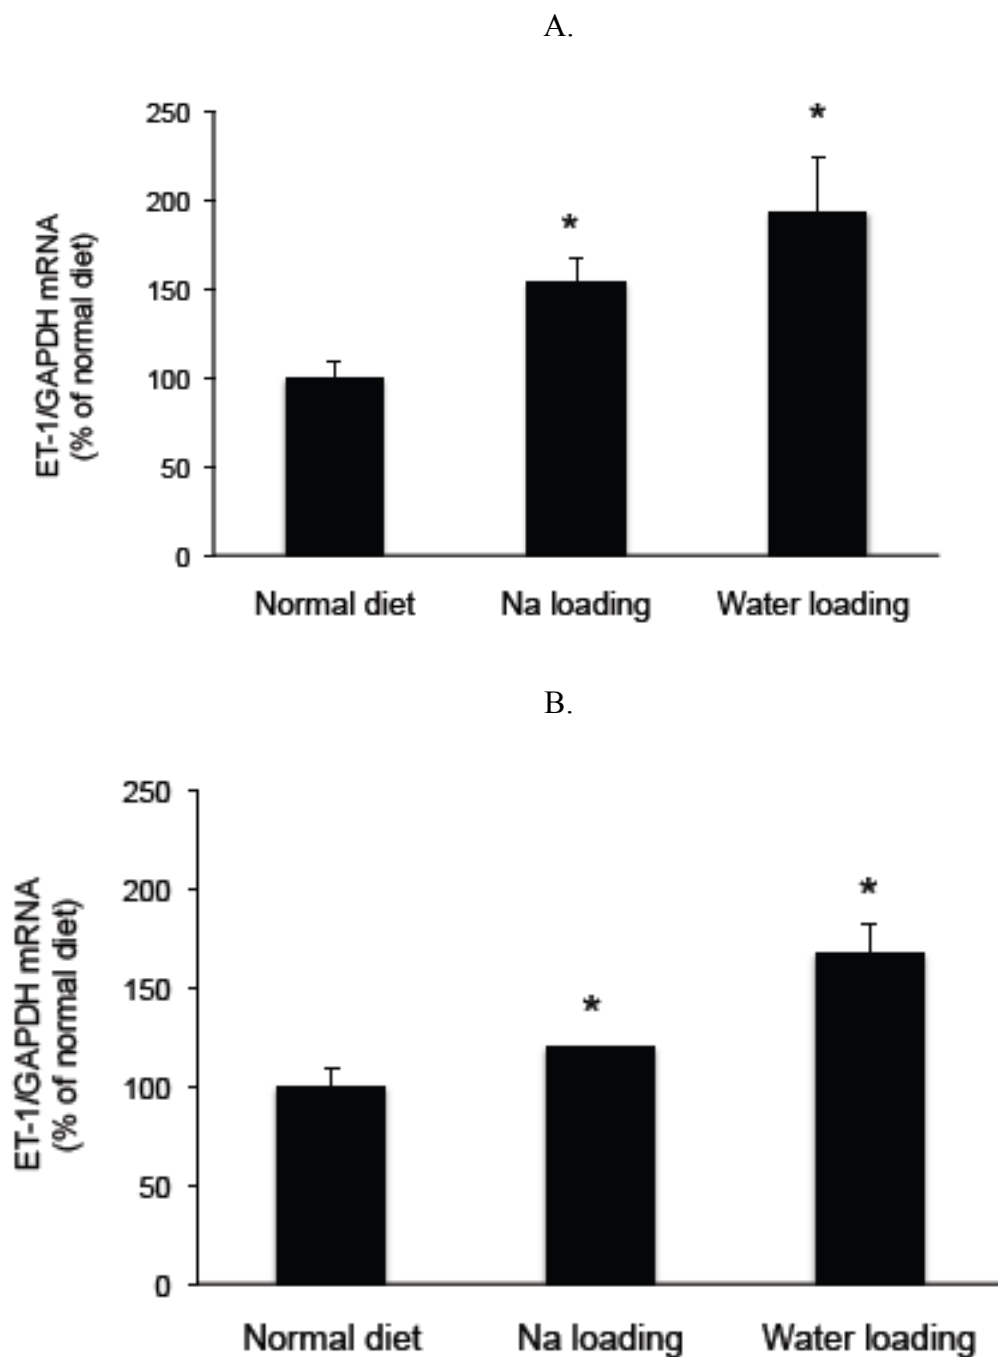 A.
250
*
200
*
150
100
50
0
ET-1/GAPDH mRNA
(% of normal diet)
Normal diet Na loading Water loading
B.
250
200
*
150
*
100
50
0
ET-1/GAPDH mRNA
(% of normal diet)
Normal diet Na loading Water loading